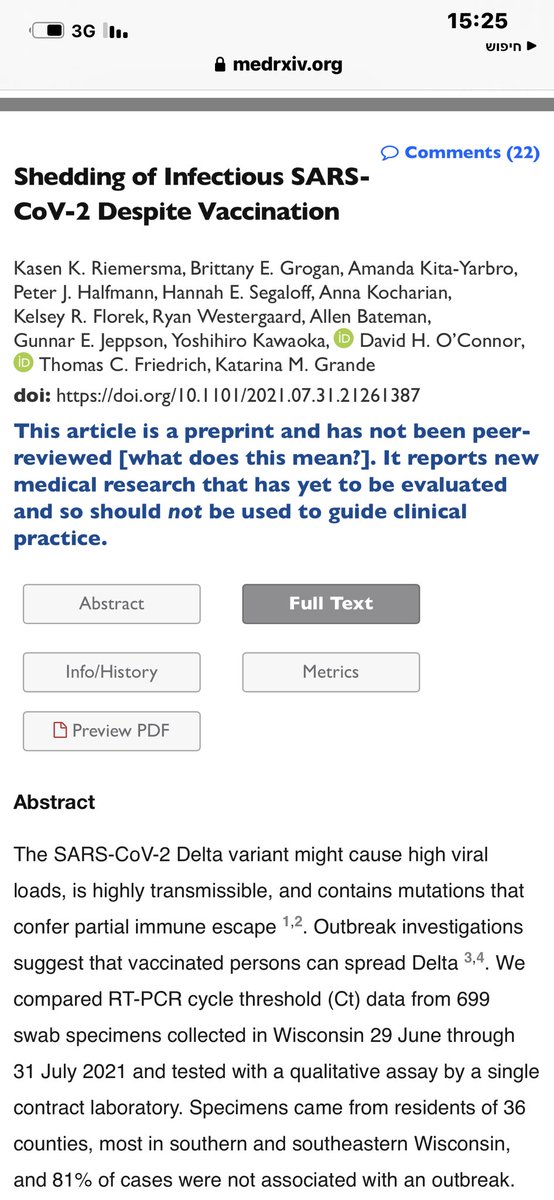 3G
15:25
חיפוש ◀
medrxiv.org
Comments (22)
Shedding of Infectious SARS-
CoV-2 Despite Vaccination
Kasen K. Riemersma, Brittany E. Grogan, Amanda Kita-Yarbro,
Peter J. Halfmann, Hannah E. Segaloff, Anna Kocharian,
Kelsey R. Florek, Ryan Westergaard, Allen Bateman,
Gunnar E. Jeppson, Yoshihiro Kawaoka, iD David H. O’Connor,
iD Thomas C. Friedrich, Katarina M. Grande
doi: https://doi.org/10.1101/2021.07.31.21261387
This article is a preprint and has not been peer-
reviewed [what does this mean?]. It reports new
medical research that has yet to be evaluated
and so should not be used to guide clinical
practice.
Abstract
Full Text
Info/History
Metrics
Preview PDF
Abstract
The SARS-CoV-2 Delta variant might cause high viral
loads, is highly transmissible, and contains mutations that
confer partial immune escape 1,2. Outbreak investigations
suggest that vaccinated persons can spread Delta 3,4. We
compared RT-PCR cycle threshold (Ct) data from 699
swab specimens collected in Wisconsin 29 June through
31 July 2021 and tested with a qualitative assay by a single
contract laboratory. Specimens came from residents of 36
counties, most in southern and southeastern Wisconsin,
and 81% of cases were not associated with an outbreak.